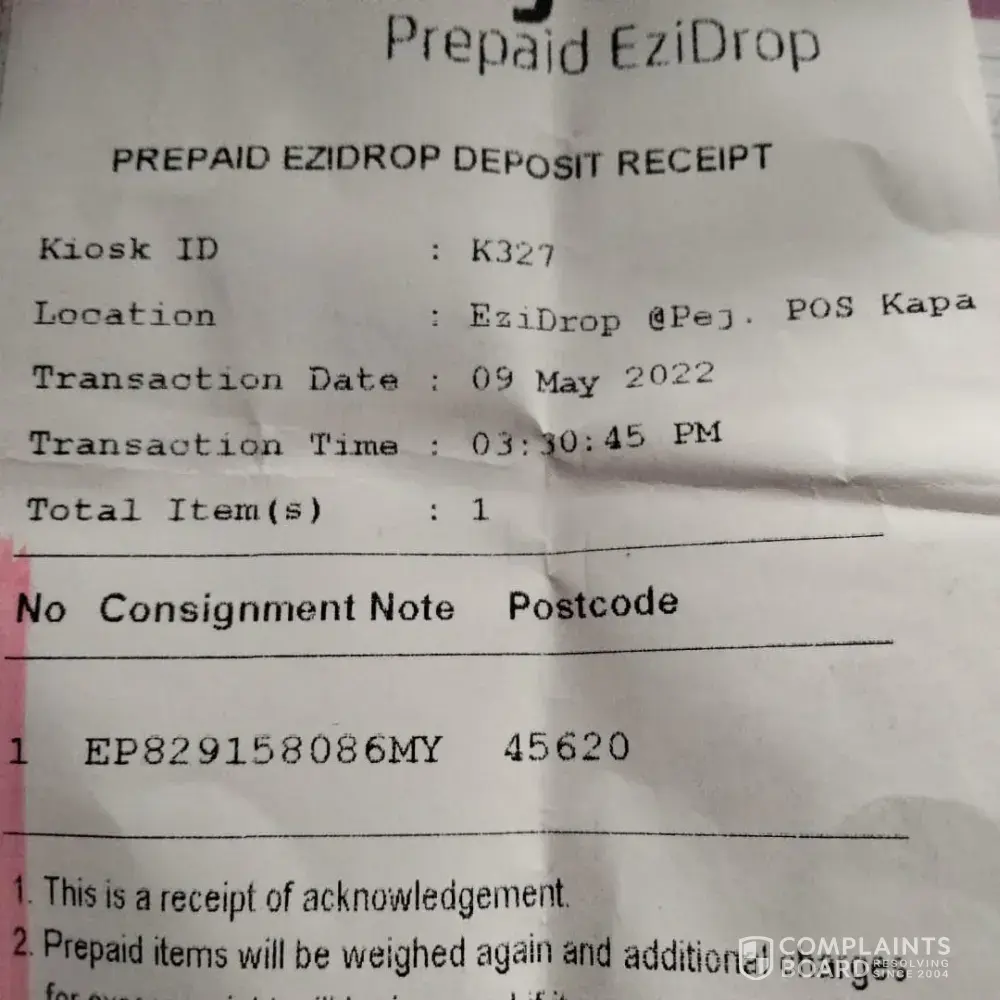 Prepaid EziDrop
PREPAID EZIDROP DEPOSIT RECEIPT
Kiosk ID : K327
Location : EziDrop @Pej. POS Kapa
Transaction Date : 09 May 2022
Transaction Time : 03:30:45 PM
Total Item(s) : 1
No Consignment Note Postcode
1 EP829158086MY 45620
1. This is a receipt of acknowledgement.
2. Prepaid items will be weighed again and additional charges
COMPLAINTS
BOARD RESOLVING
SINCE 2004